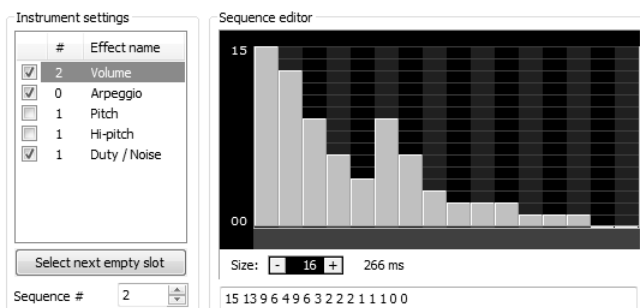 Instrument settings
# Effect name
2 Volume
0 Arpeggio
1 Pitch
1 Hi-pitch
1 Duty / Noise
Select next empty slot
Sequence # 2
Sequence editor
15
00
Size: - 16 + 266 ms
15 13 9 6 4 9 6 3 2 2 2 1 1 1 0 0